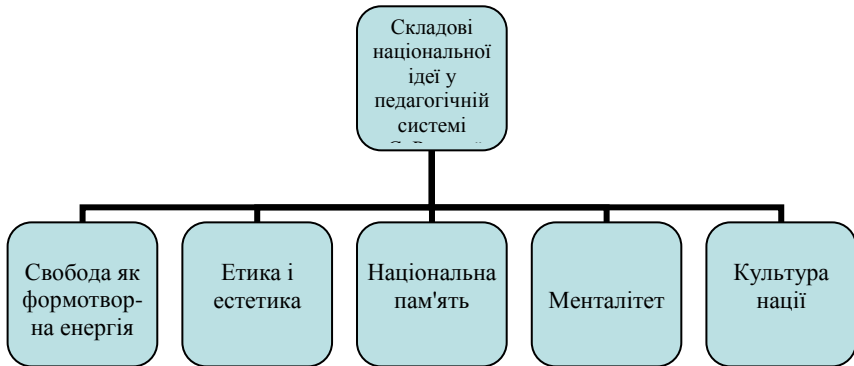 Складові
національної
ідеї у
педагогічній
системі
Свобода як
формотвор-
на енергія
Етика і
естетика
Національна
пам'ять
Менталітет
Культура
нації